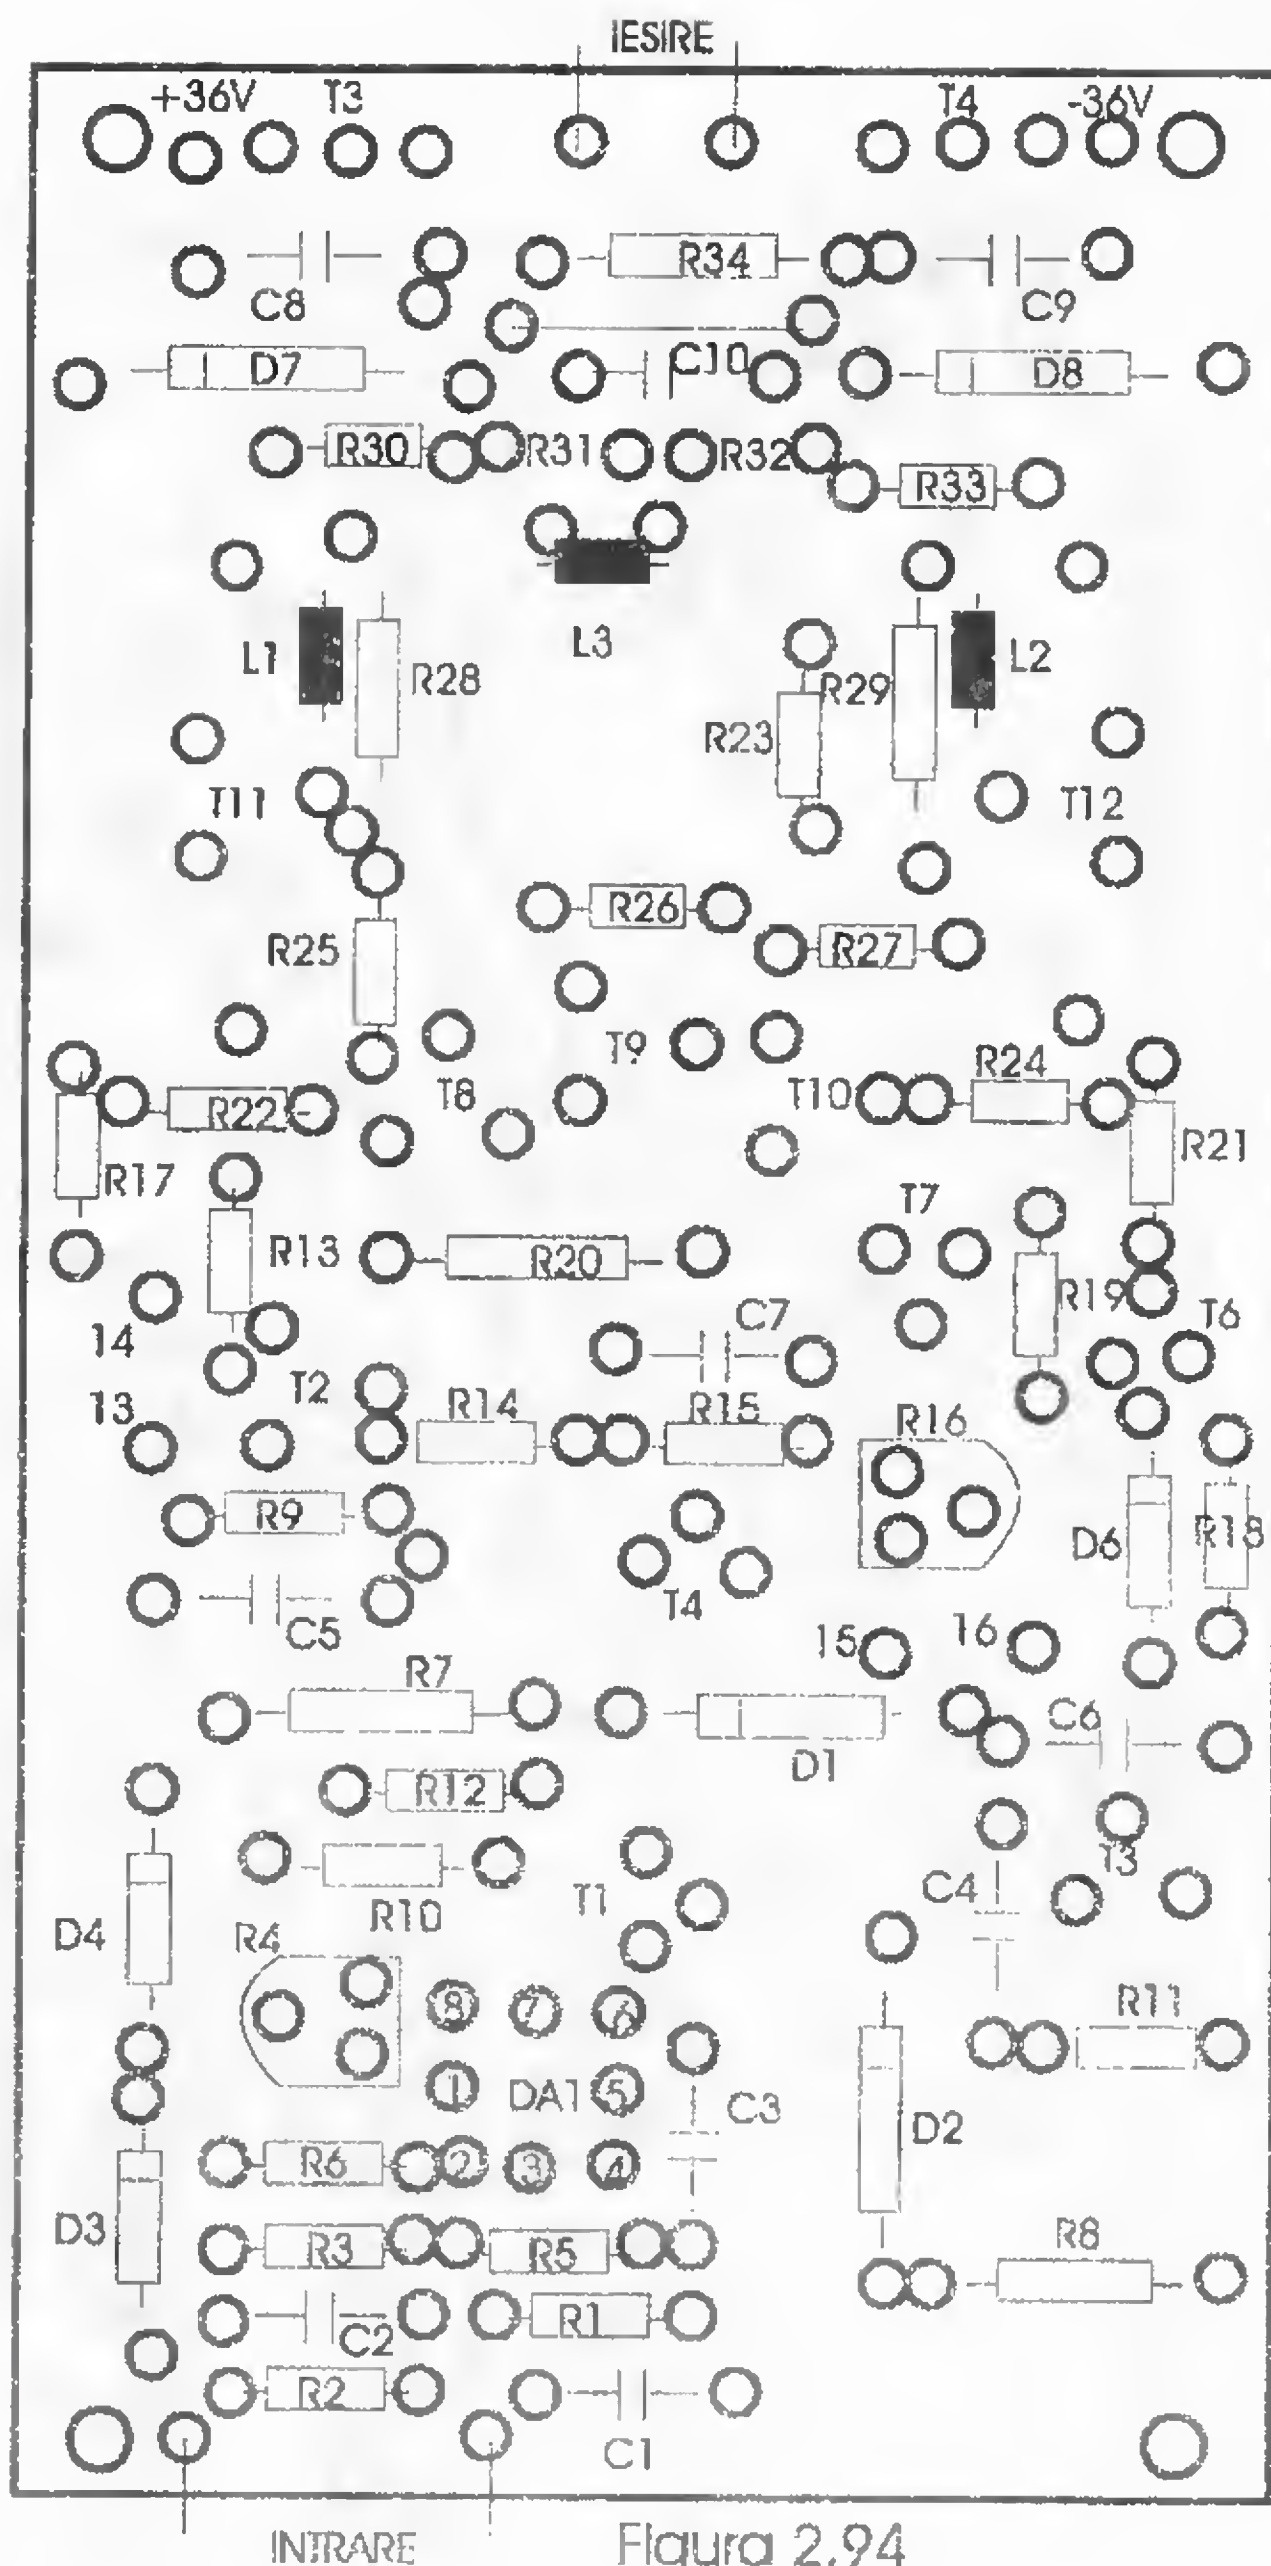 IESIRE
+36V T3 T4 -36V
R34
C8 C9
D7 C10 D8
R30 R31 R32 R33
L1 R28 L3 R23 R29 L2
T11 T12
R26
R25 R27
T9 R24
R22 T8 T10 R21
R17
R13 R20 T7 R19
14 C7 T6
13 T2 R14 R15 R16
R9 D6 R18
C5 T4 15 16
R7 C6
D1
R12
T3
D4 R10 T1 C4
R4
8 7 6 R11
1 DA1 5 C3 D2
R6 2 3 4
D3 R3 R5 R8
C2 R1
R2 C1
INTRARE Figura 2.94